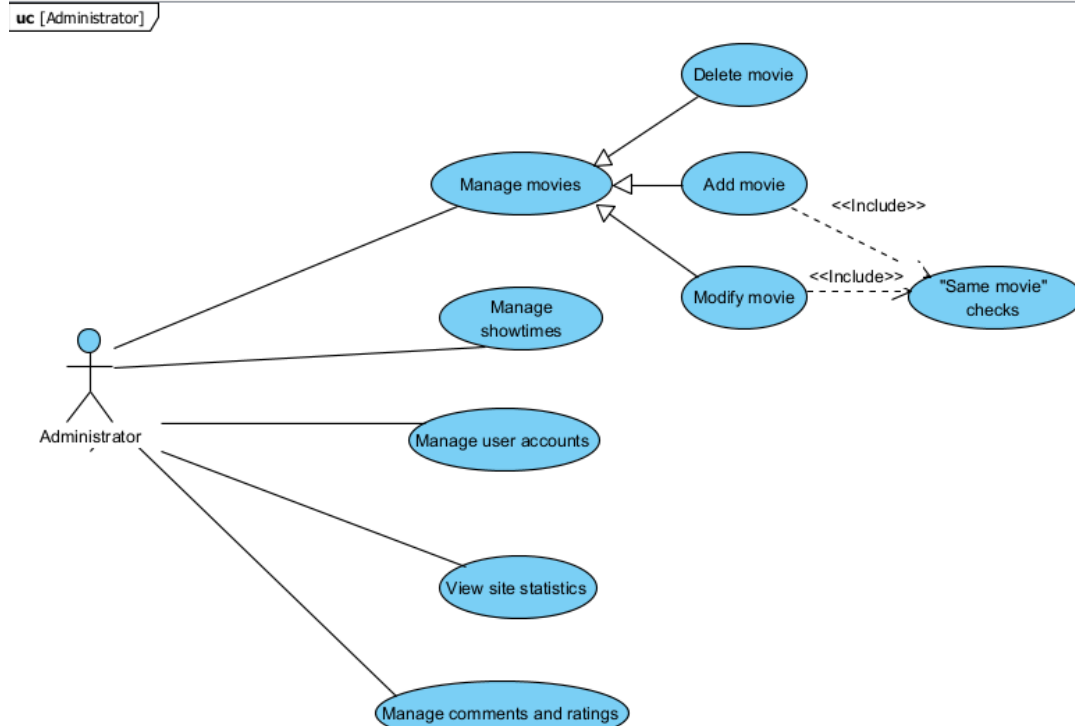 uc [Administrator]
Delete movie
Manage movies
Add movie
<<Include>>
Modify movie
<<Include>>
"Same movie"
checks
Manage
showtimes
Administrator
Manage user accounts
View site statistics
Manage comments and ratings